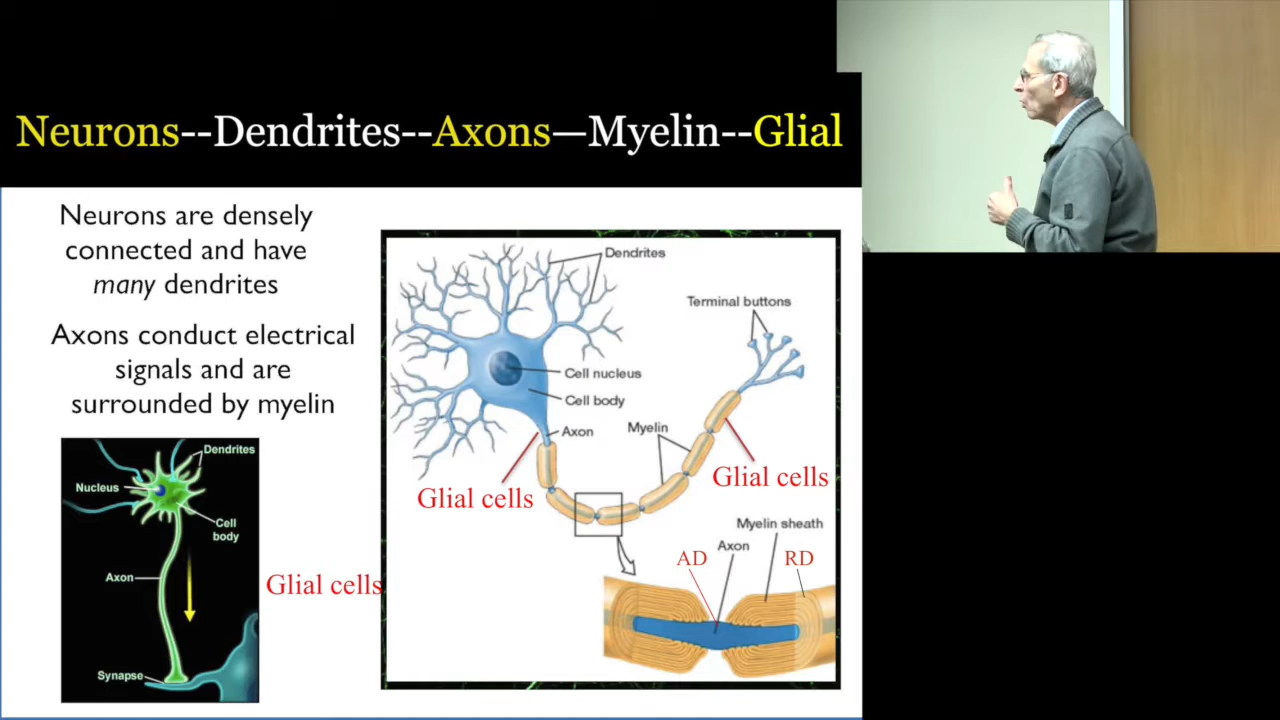 Neurons--Dendrites--Axons—Myelin--Glial
Neurons are densely
connected and have
many dendrites
Axons conduct electrical
signals and are
surrounded by myelin
Dendrites
Nucleus
Cell
body
Axon
Synapse
Glial cells
Dendrites
Terminal buttons
Cell nucleus
Cell body
Axon
Myelin
Glial cells
Glial cells
Myelin sheath
Axon
AD
RD